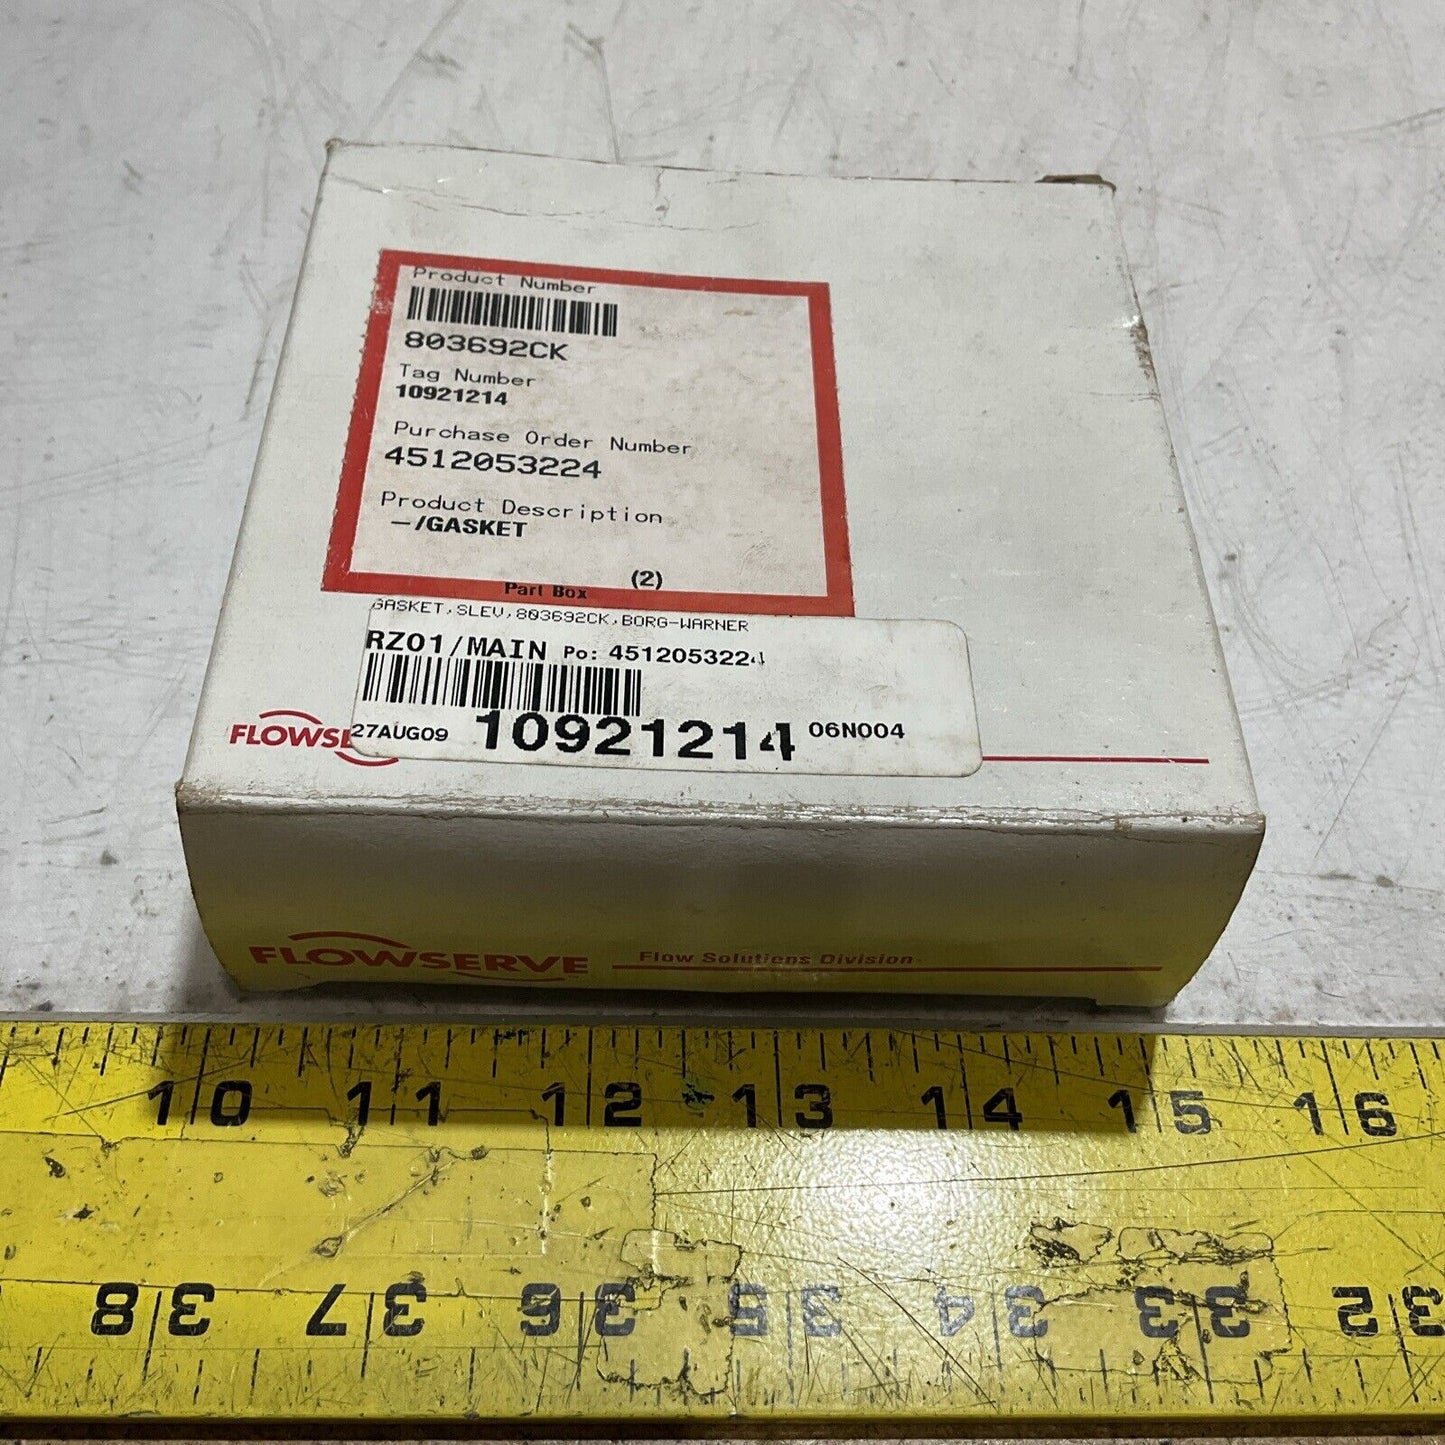 Product Number
803692CK
Tag Number
10921214
Purchase Order Number
4512053224
Product Description
-/GASKET
(2)
Part Box
GASKET,SLEV,803692CK,BORG-WARNER
RZ01/MAIN Po: 4512053224
27AUG09 10921214 06N004
FLOWSE
FLOWSERVE Flow Solutions Division
10 11 12 13 14 15 16
38 37 36 35 34 33 32